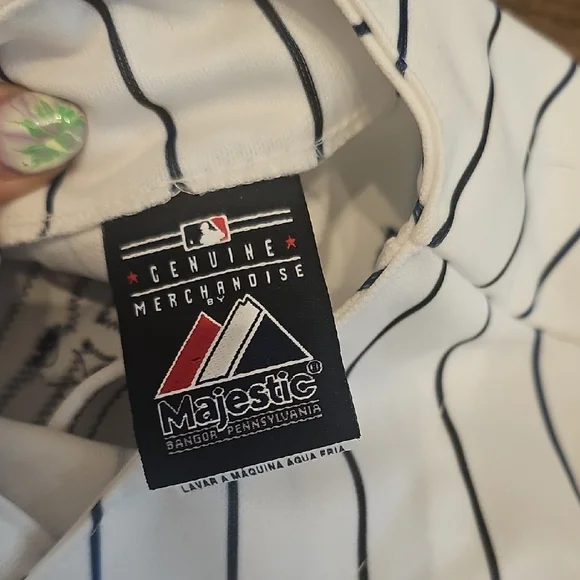 GENUINE
MERCHANDISE
BY
Majestic®
BANGOR, PENNSYLVANIA
LAVAR A MAQUINA AGUA FRIA